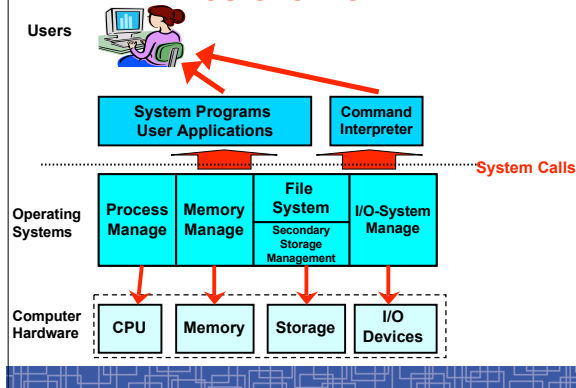 Users
System Programs
User Applications
Command
Interpreter
System Calls
Operating
Systems
Process
Manage
Memory
Manage
File
System
Secondary
Storage
Management
I/O-System
Manage
Computer
Hardware
CPU
Memory
Storage
I/O
Devices